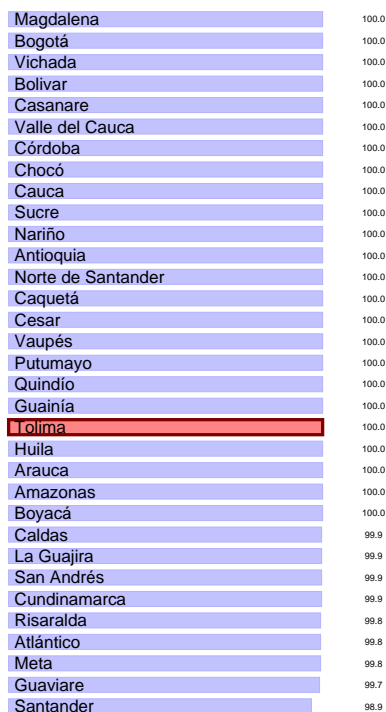 Magdalena 100.0
Bogotá 100.0
Vichada 100.0
Bolivar 100.0
Casanare 100.0
Valle del Cauca 100.0
Córdoba 100.0
Chocó 100.0
Cauca 100.0
Sucre 100.0
Nariño 100.0
Antioquia 100.0
Norte de Santander 100.0
Caquetá 100.0
Cesar 100.0
Vaupés 100.0
Putumayo 100.0
Quindío 100.0
Guainía 100.0
Tolima 100.0
Huila 100.0
Arauca 100.0
Amazonas 100.0
Boyacá 100.0
Caldas 99.9
La Guajira 99.9
San Andrés 99.9
Cundinamarca 99.9
Risaralda 99.8
Atlántico 99.8
Meta 99.8
Guaviare 99.7
Santander 98.9